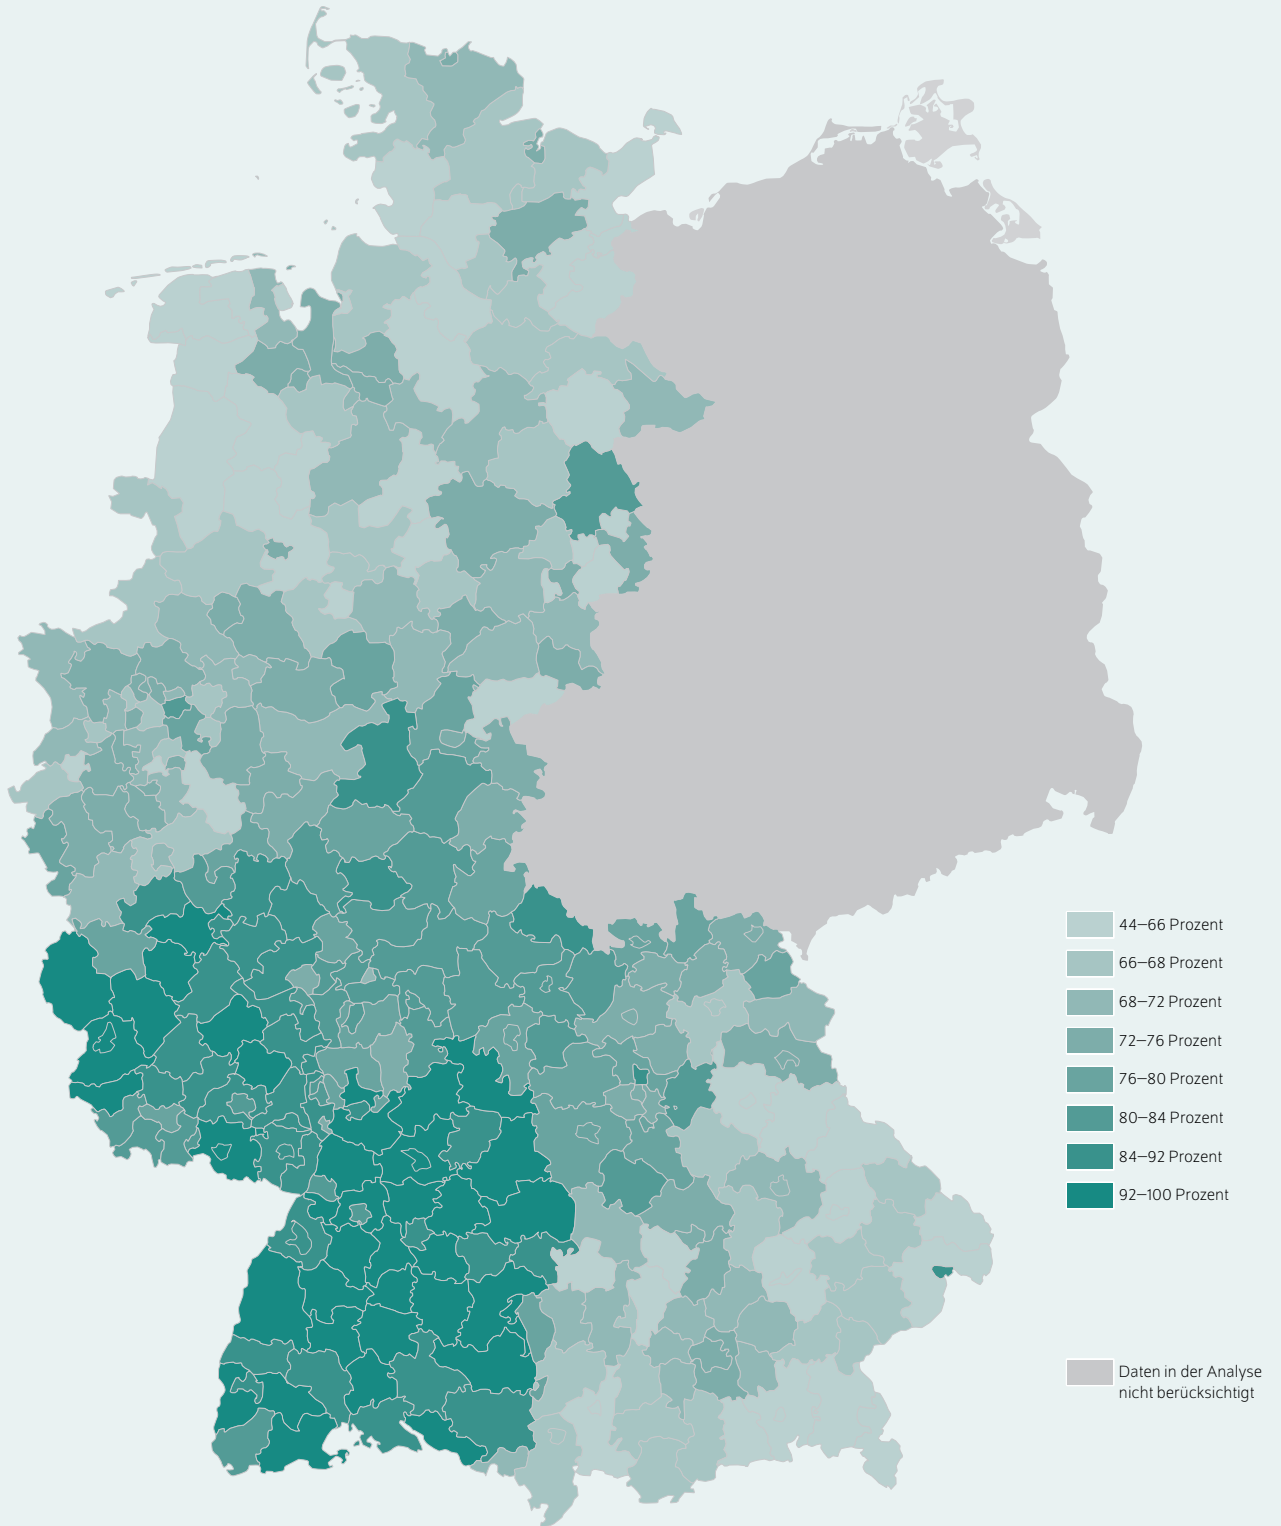 44–66 Prozent
66–68 Prozent
68–72 Prozent
72–76 Prozent
76–80 Prozent
80–84 Prozent
84–92 Prozent
92–100 Prozent
Daten in der Analyse
nicht berücksichtigt